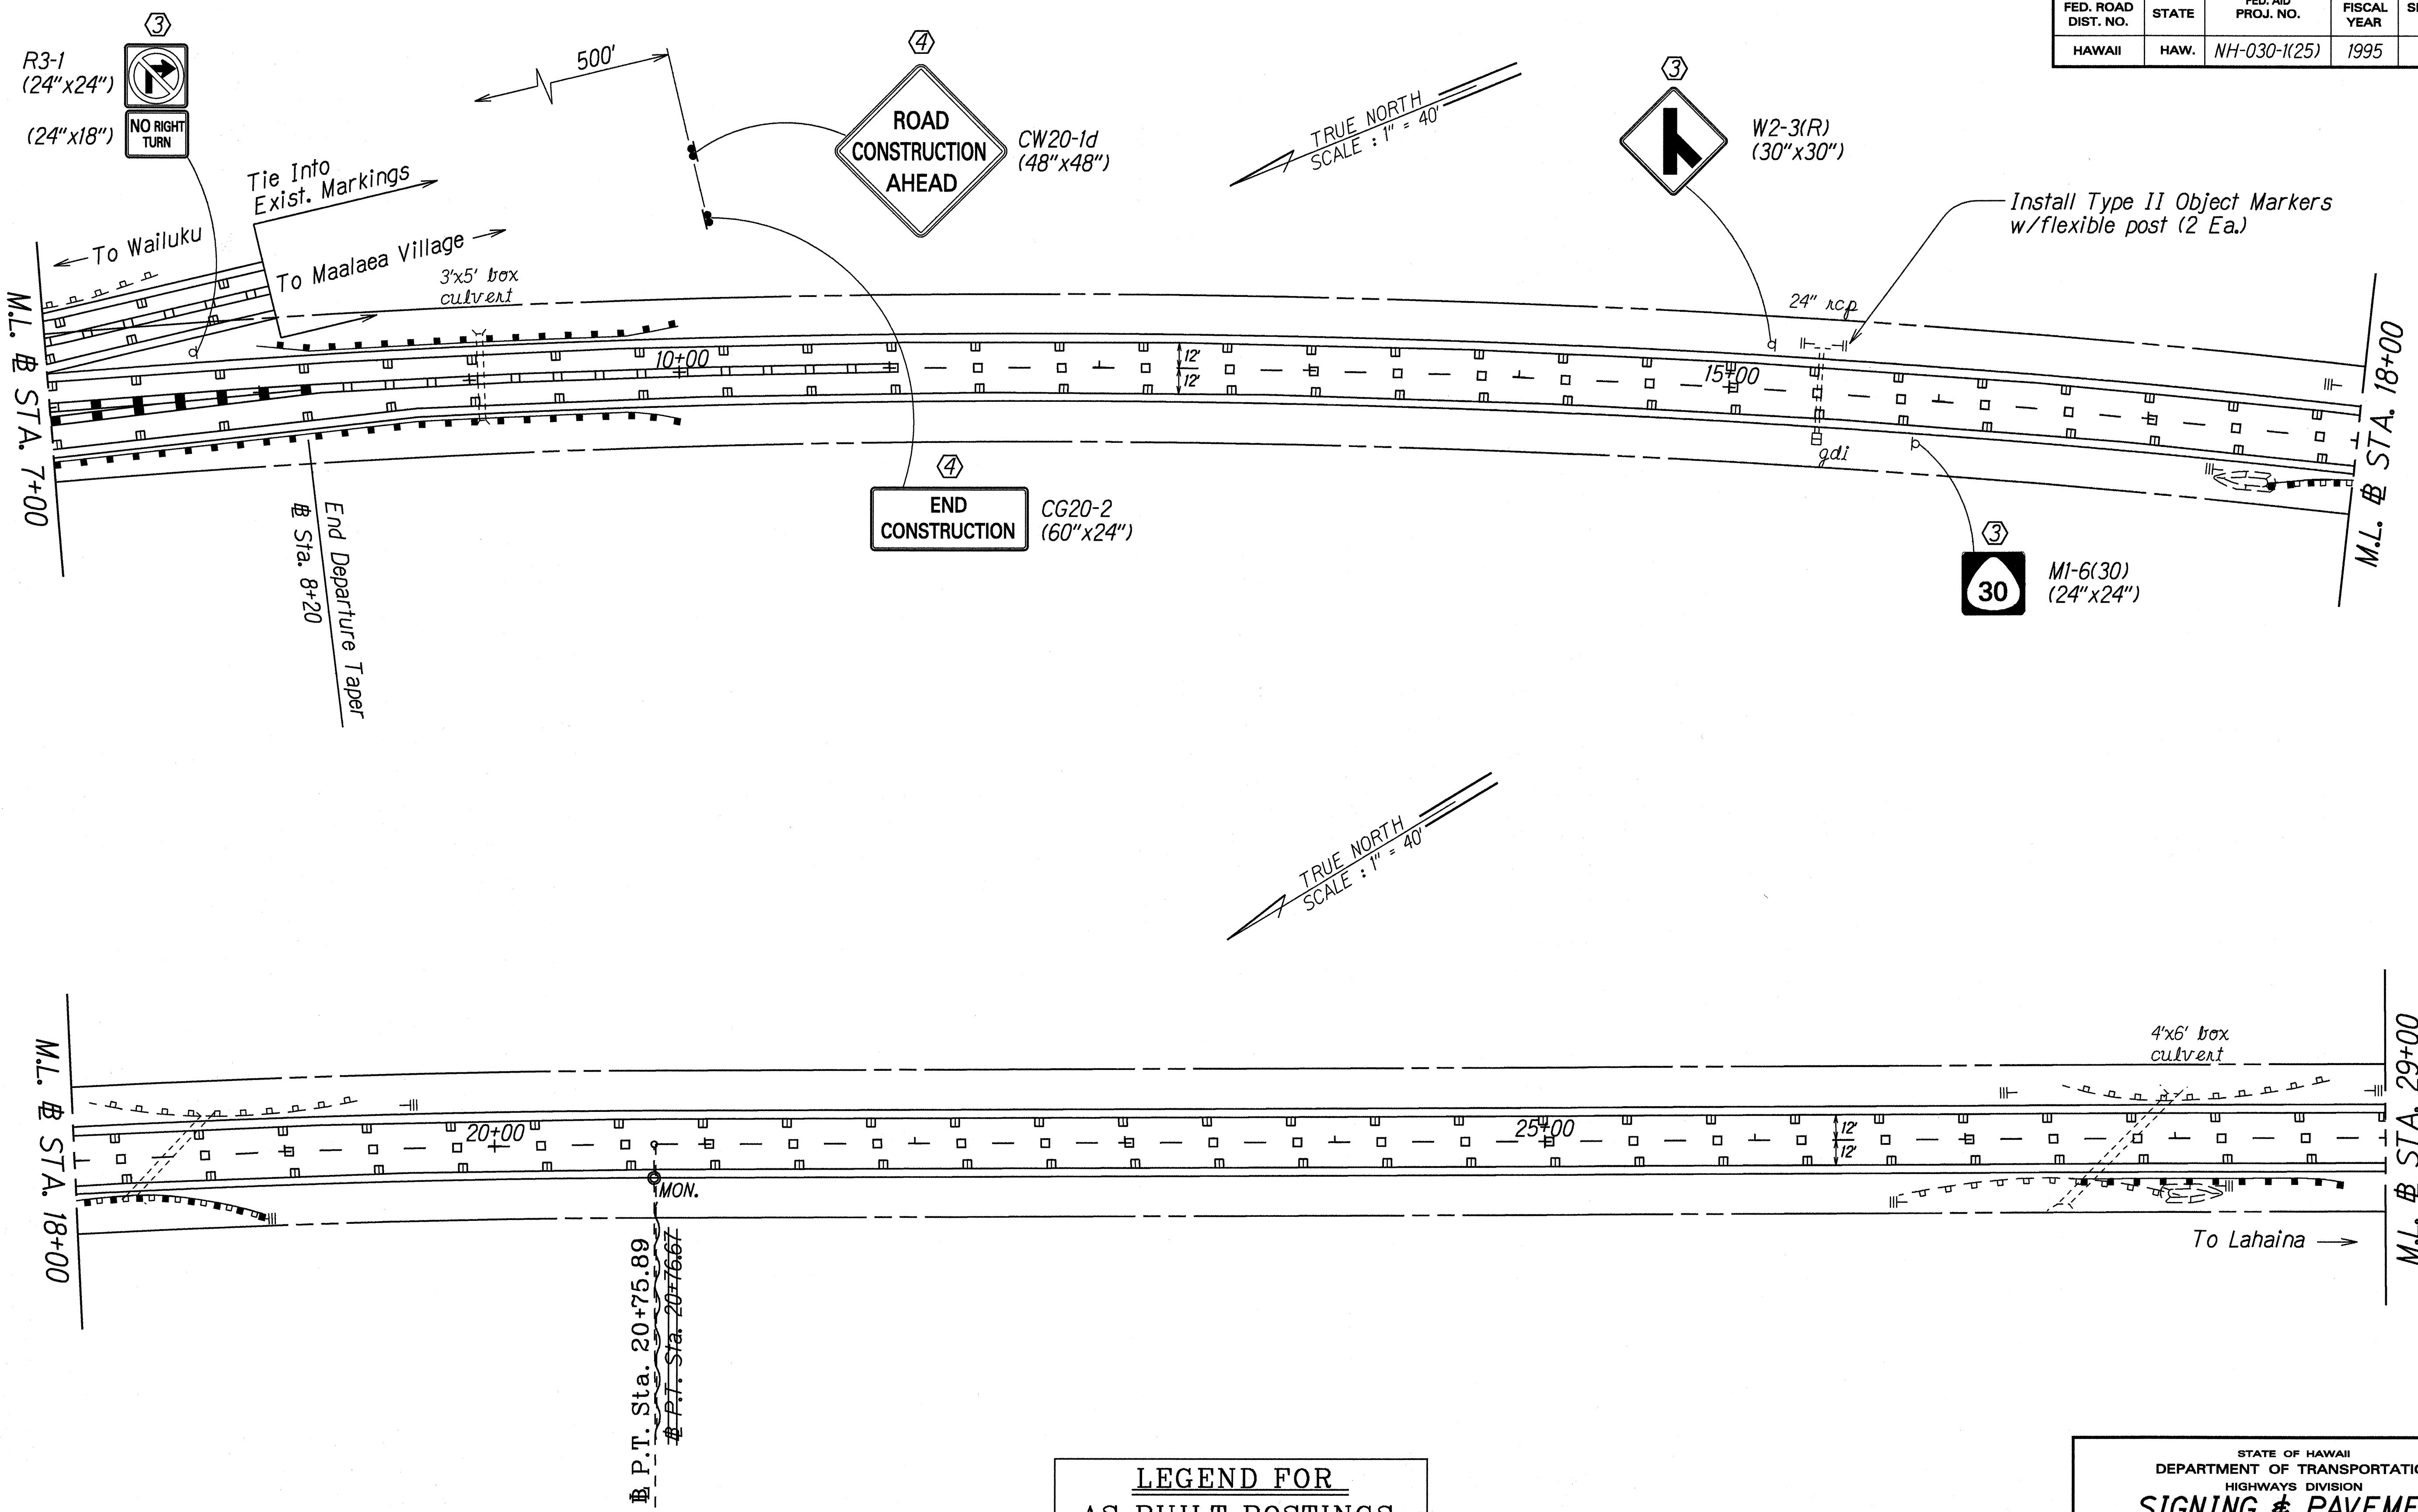 FED. ROAD DIST. NO.
STATE
FED. AID PROJ. NO.
FISCAL YEAR
HAWAII
HAW.
NH-030-1(25)
1995
3
R3-1
(24"x24")
NO RIGHT
TURN
(24"x18")
Tie Into
Exist. Markings
To Wailuku
To Maalaea Village
500'
4
ROAD
CONSTRUCTION
AHEAD
CW20-1d
(48"x48")
TRUE NORTH
SCALE : 1" = 40'
3
W2-3(R)
(30"x30")
Install Type II Object Markers
w/flexible post (2 Ea.)
3'x5' box
culvert
24" rcp
10+00
12'
12'
15+00
gdi
M.L. ⅊ STA. 7+00
M.L. ⅊ STA. 18+00
End Departure Taper
⅊ Sta. 8+20
4
END
CONSTRUCTION
CG20-2
(60"x24")
3
30
M1-6(30)
(24"x24")
TRUE NORTH
SCALE : 1" = 40'
M.L. ⅊ STA. 18+00
20+00
25+00
12'
12'
4'x6' box
culvert
M.L. ⅊ STA. 29+00
MON.
To Lahaina
⅊ P.T. Sta. 20+75.89
⅊ P.T. Sta. 20+76.67
LEGEND FOR
AS-BUILT POSTINGS
STATE OF HAWAII
DEPARTMENT OF TRANSPORTATIO
HIGHWAYS DIVISION
SIGNING & PAVEME